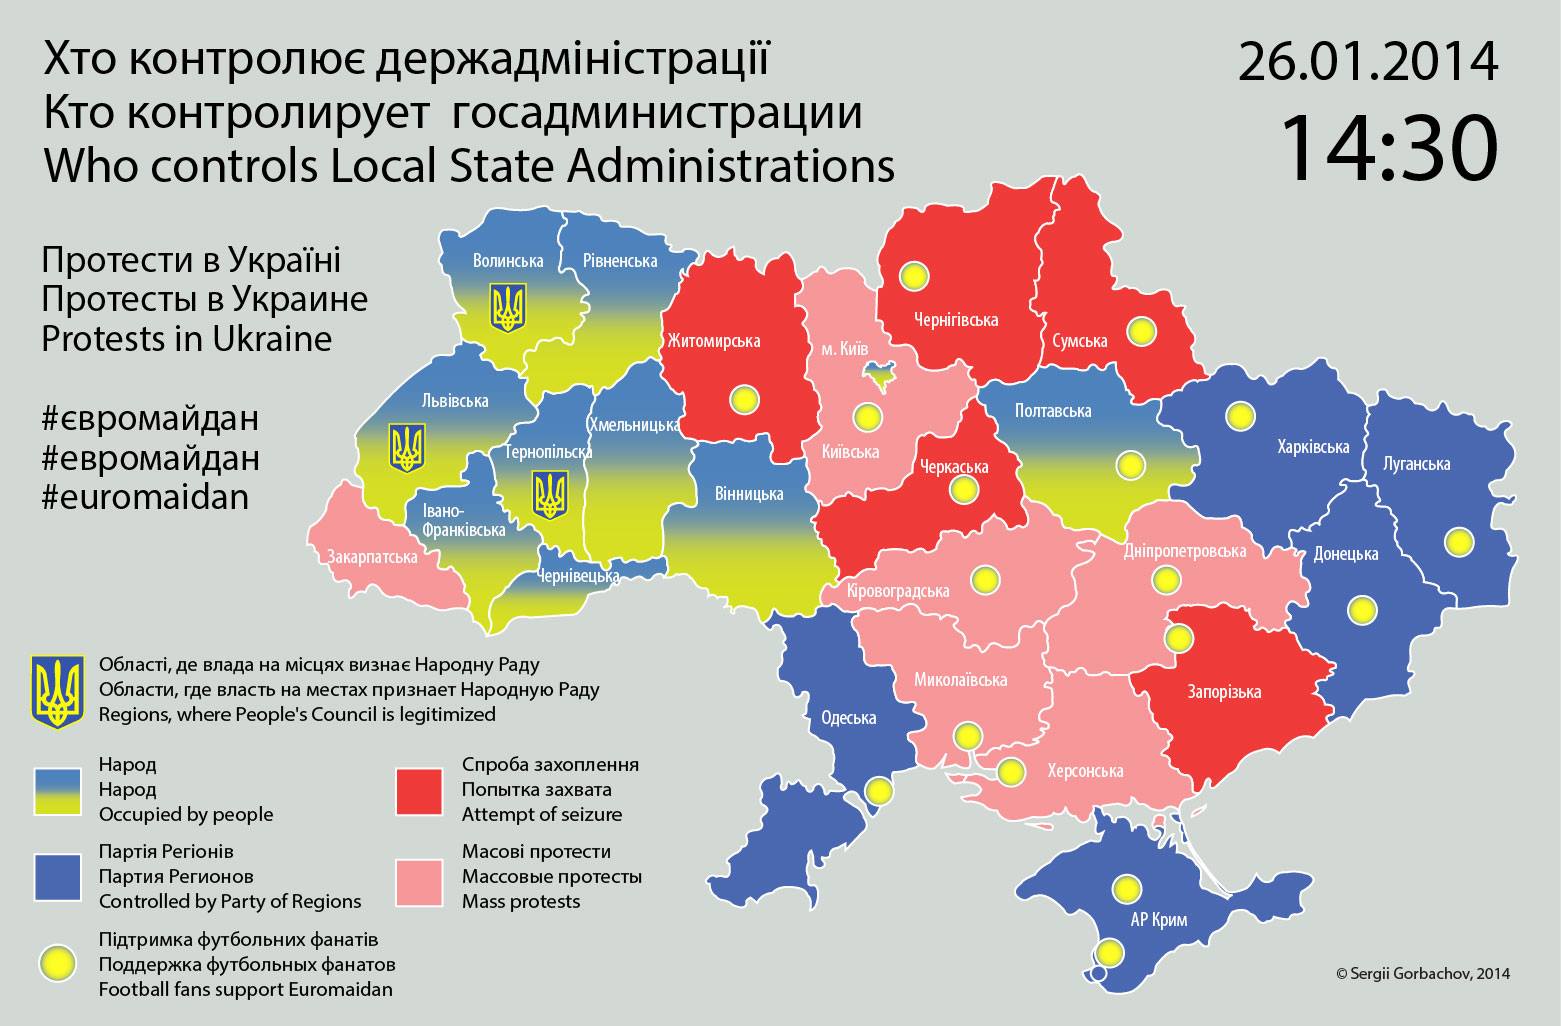 Хто контролює держадміністрації
Кто контролирует госадминистрации
Who controls Local State Administrations
26.01.2014
14:30
Протести в Україні
Протесты в Украине
Protests in Ukraine
#євромайдан
#евромайдан
#euromaidan
Волинська
Рівненська
Житомирська
м. Київ
Чернігівська
Сумська
Львівська
Тернопільска
Хмельницька
Вінницька
Київська
Черкаська
Полтавська
Харківська
Луганська
Івано-
Франківська
Закарпатська
Чернівецька
Кіровоградська
Дніпропетровська
Донецька
Одеська
Миколаївська
Запорізька
Херсонська
АР Крим
Області, де влада на місцях визнає Народну Раду
Области, где власть на местах признает Народную Раду
Regions, where People's Council is legitimized
Народ
Народ
Occupied by people
Спроба захоплення
Попытка захвата
Attempt of seizure
Партія Регіонів
Партия Регионов
Controlled by Party of Regions
Масові протести
Массовые протесты
Mass protests
Підтримка футбольних фанатів
Поддержка футбольных фанатов
Football fans support Euromaidan
© Sergii Gorbachov, 2014